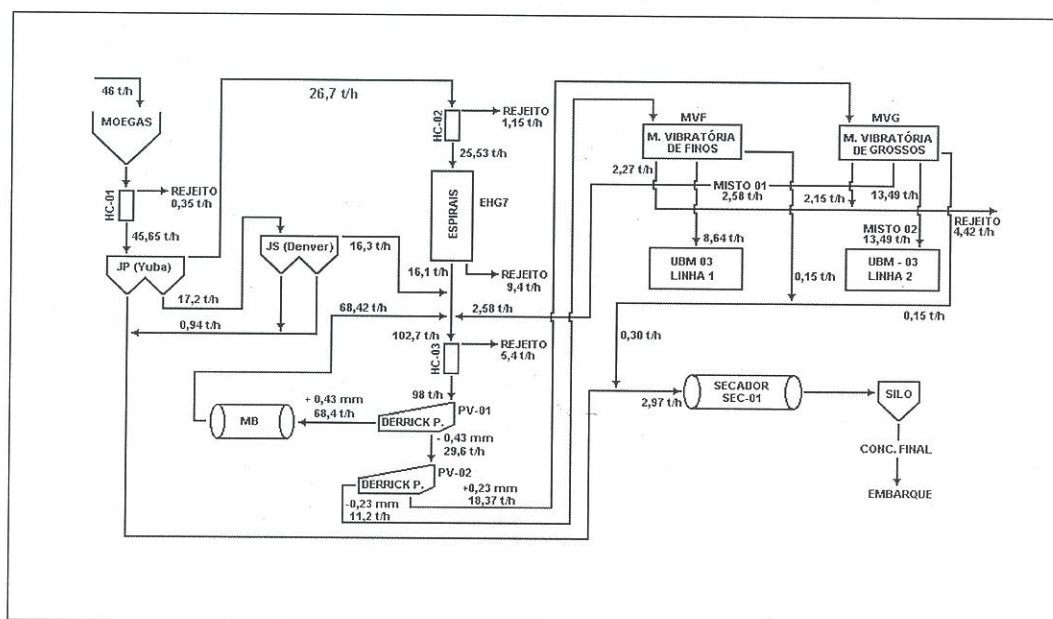 46 t/h
MOEGAS
HC-01
REJEITO
0,35 t/h
45,65 t/h
JP (Yuba)
17,2 t/h
0,94 t/h
JS (Denver)
16,3 t/h
26,7 t/h
HC-02
REJEITO
1,15 t/h
25,53 t/h
ESPIRAIS
EHG7
16,1 t/h
REJEITO
9,4 t/h
68,42 t/h
2,58 t/h
102,7 t/h
HC-03
REJEITO
5,4 t/h
98 t/h
PV-01
DERRICK P.
+ 0,43 mm
68,4 t/h
MB
- 0,43 mm
29,6 t/h
PV-02
DERRICK P.
+0,23 mm
18,37 t/h
-0,23 mm
11,2 t/h
MVF
M. VIBRATÓRIA
DE FINOS
MVG
M. VIBRATÓRIA
DE GROSSOS
2,27 t/h
MISTO 01
2,58 t/h
2,15 t/h
13,49 t/h
REJEITO
4,42 t/h
8,64 t/h
MISTO 02
13,49 t/h
UBM 03
LINHA 1
UBM - 03
LINHA 2
0,15 t/h
0,15 t/h
0,30 t/h
2,97 t/h
SECADOR
SEC-01
SILO
CONC. FINAL
EMBARQUE